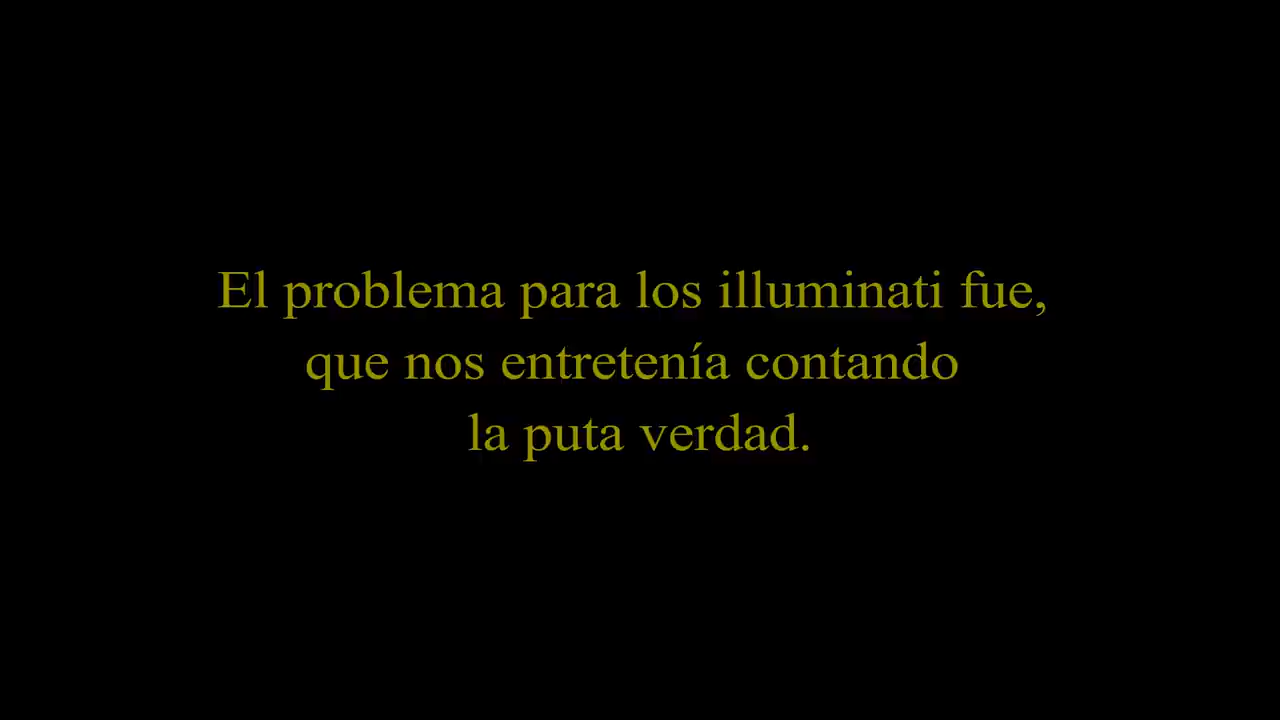 El problema para los illuminati fue,
que nos entretenía contando
la puta verdad.